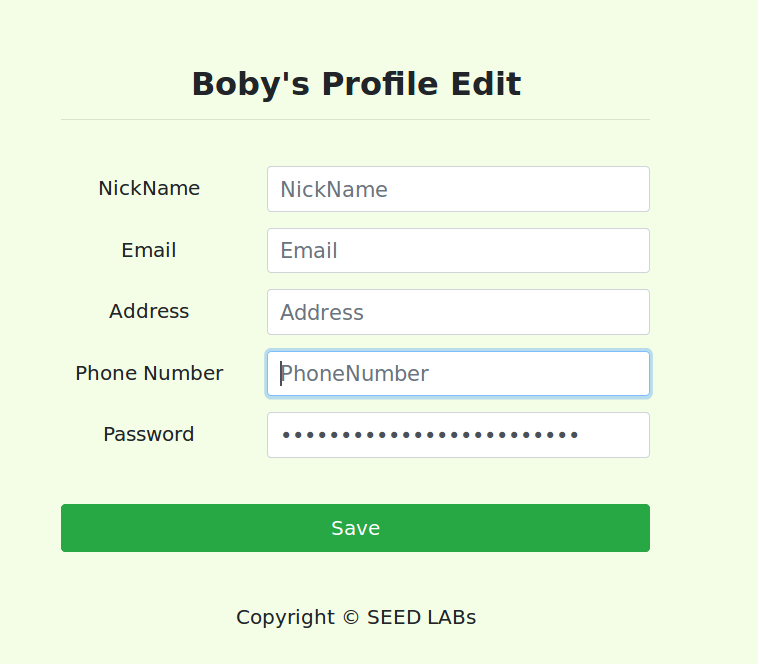 Boby's Profile Edit
NickName NickName
Email Email
Address Address
Phone Number PhoneNumber
Password •••••••••••••••••••••••••
Save
Copyright © SEED LABs